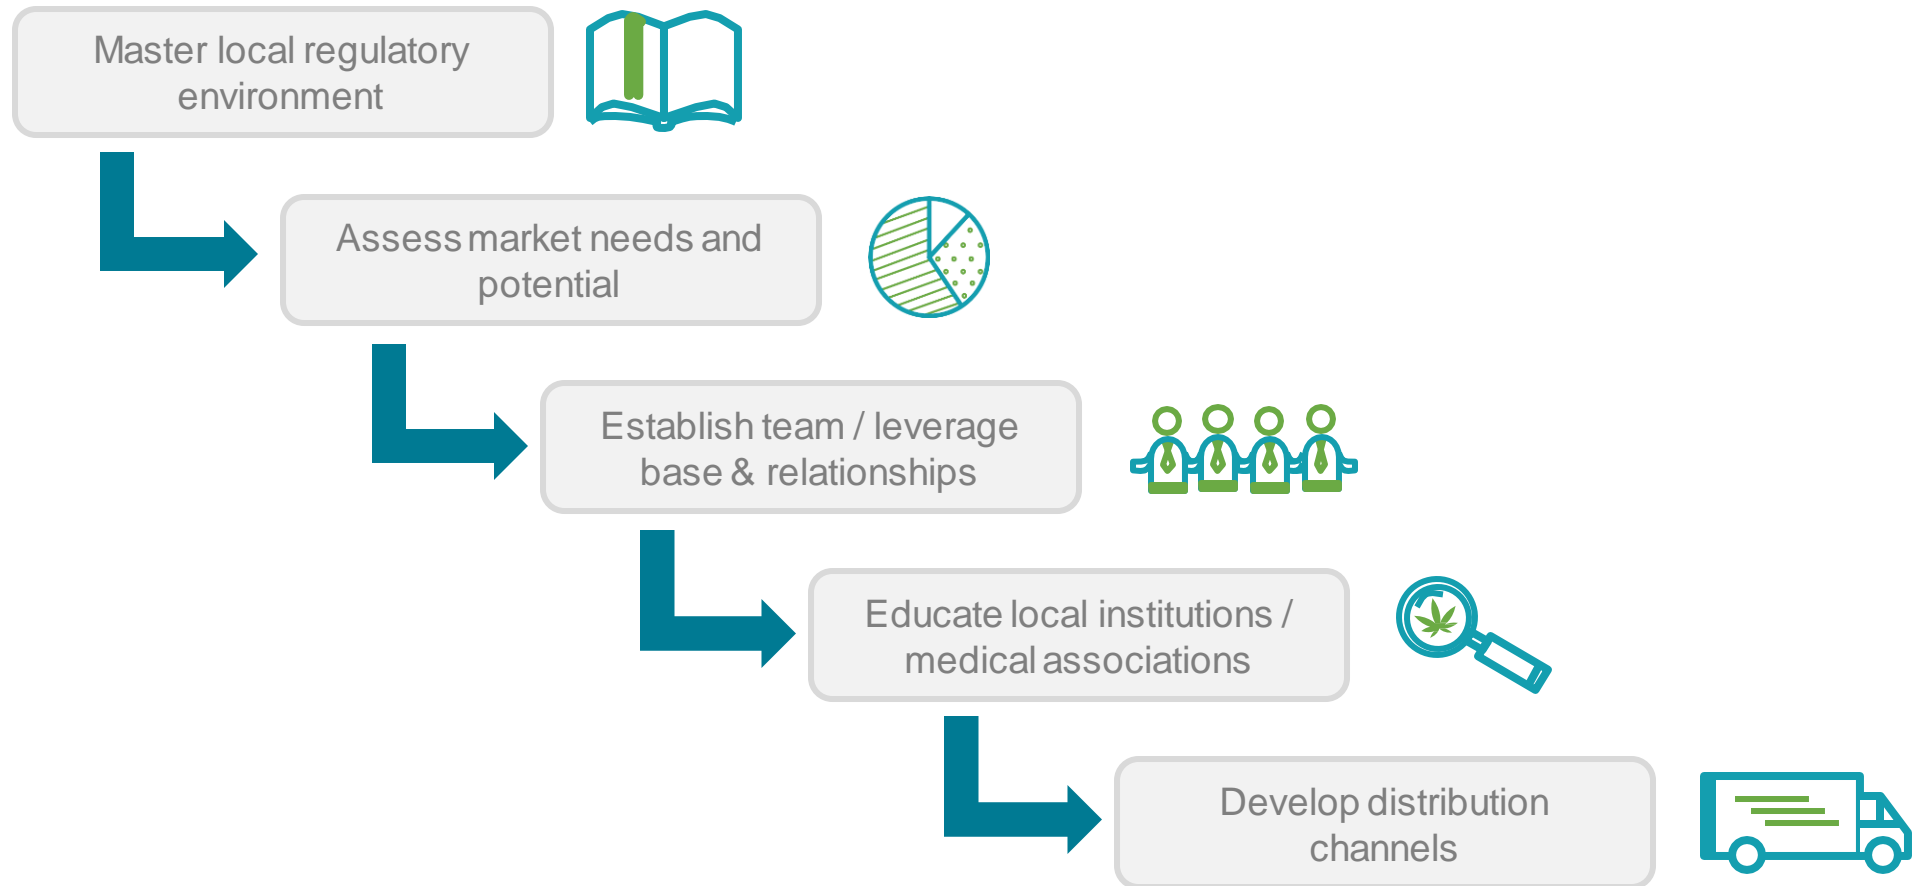 Master local regulatory
environment
Assess market needs and
potential
Establish team / leverage
base & relationships
Educate local institutions /
medical associations
Develop distribution
channels